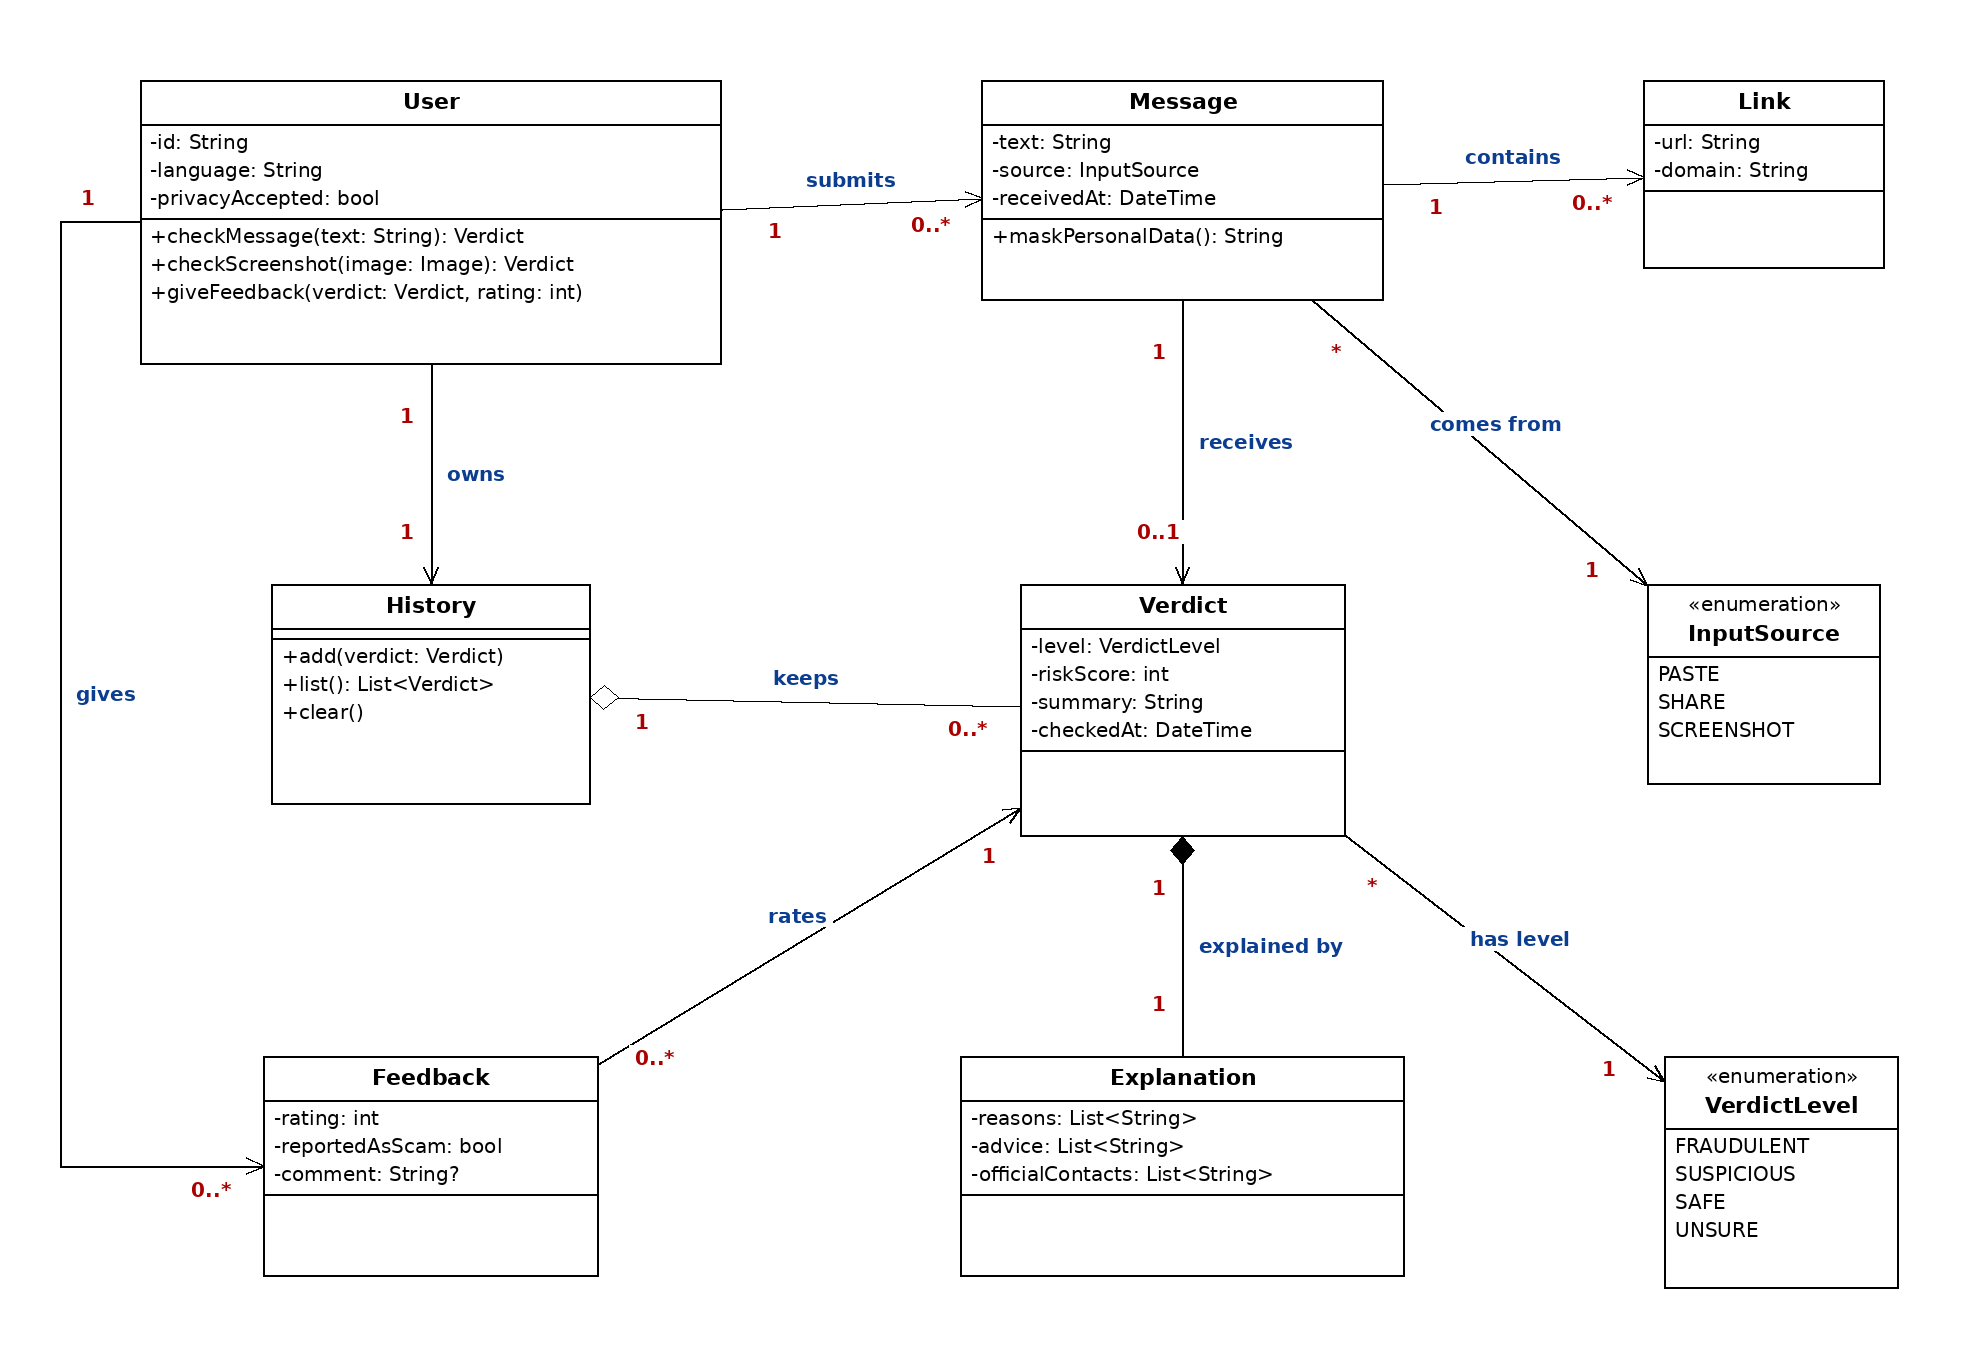 User
-id: String
-language: String
-privacyAccepted: bool
+checkMessage(text: String): Verdict
+checkScreenshot(image: Image): Verdict
+giveFeedback(verdict: Verdict, rating: int)
submits
1
0..*
Message
-text: String
-source: InputSource
-receivedAt: DateTime
+maskPersonalData(): String
contains
1
0..*
Link
-url: String
-domain: String
1
gives
0..*
1
owns
1
1
receives
0..1
*
comes from
1
History
+add(verdict: Verdict)
+list(): List<Verdict>
+clear()
keeps
1
0..*
Verdict
-level: VerdictLevel
-riskScore: int
-summary: String
-checkedAt: DateTime
«enumeration»
InputSource
PASTE
SHARE
SCREENSHOT
1
rates
0..*
1
explained by
1
*
has level
1
Feedback
-rating: int
-reportedAsScam: bool
-comment: String?
Explanation
-reasons: List<String>
-advice: List<String>
-officialContacts: List<String>
«enumeration»
VerdictLevel
FRAUDULENT
SUSPICIOUS
SAFE
UNSURE